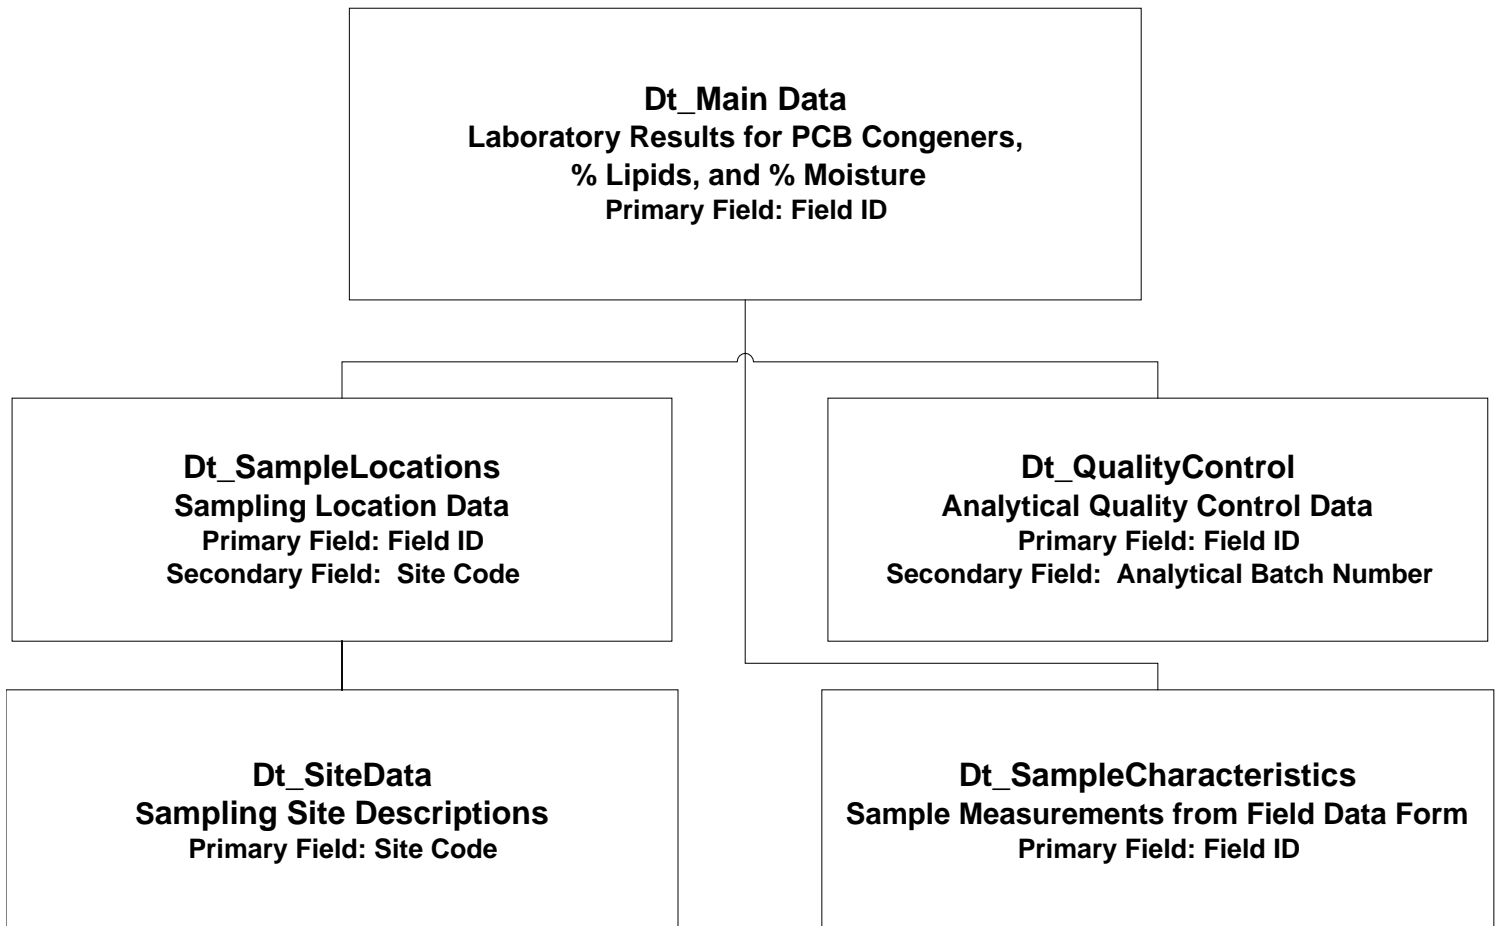 Dt_Main Data
Laboratory Results for PCB Congeners,
% Lipids, and % Moisture
Primary Field: Field ID
Dt_SampleLocations
Sampling Location Data
Primary Field: Field ID
Secondary Field:  Site Code
Dt_QualityControl
Analytical Quality Control Data
Primary Field: Field ID
Secondary Field:  Analytical Batch Number
Dt_SiteData
Sampling Site Descriptions
Primary Field: Site Code
Dt_SampleCharacteristics
Sample Measurements from Field Data Form
Primary Field: Field ID